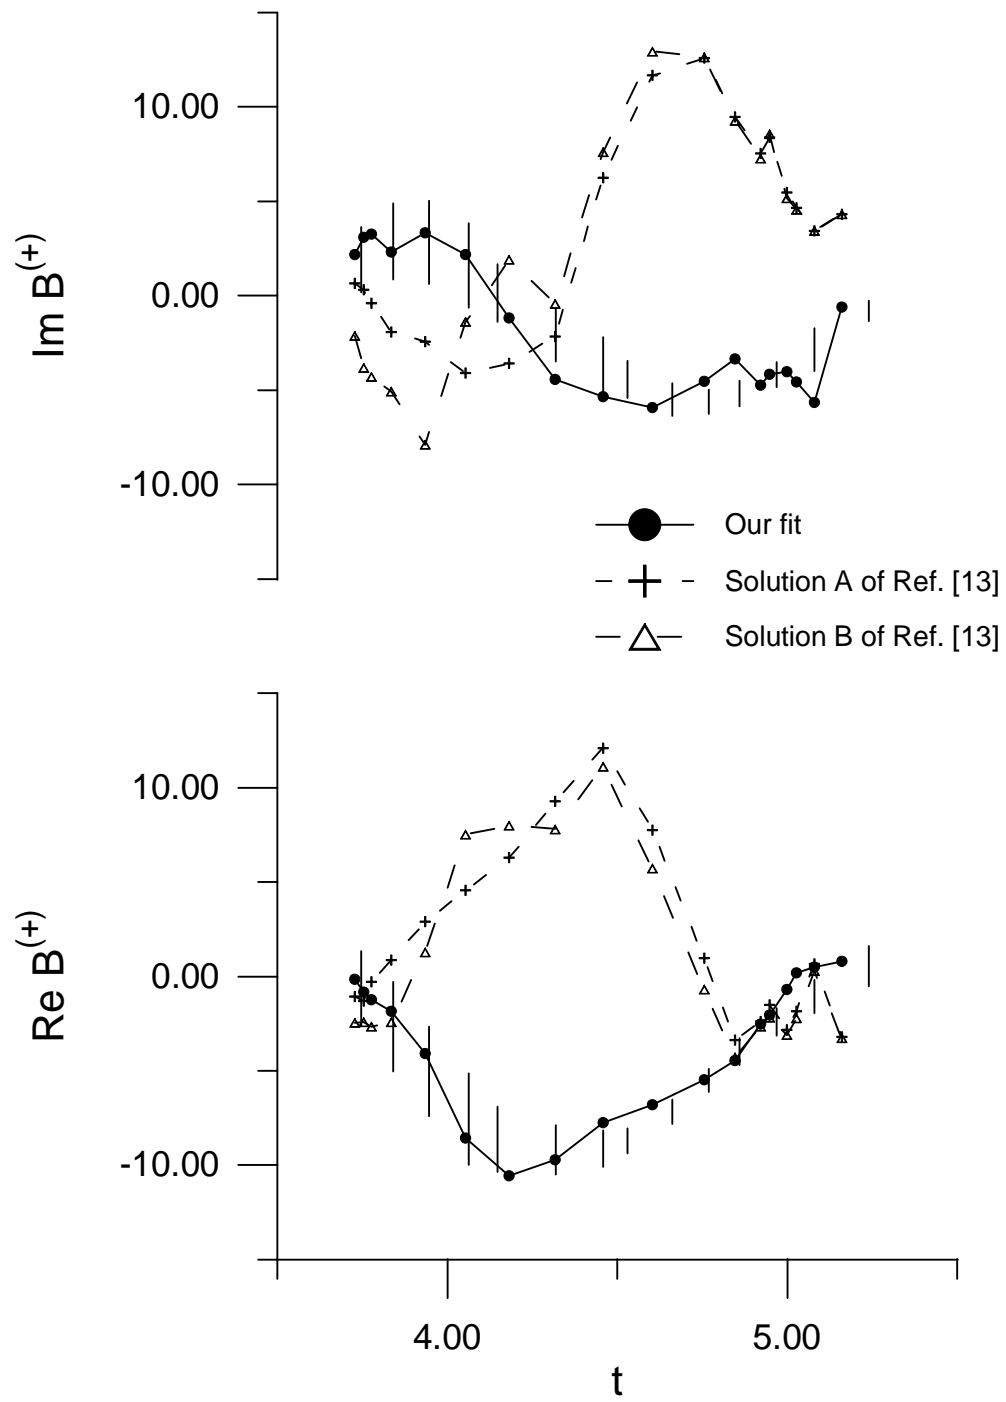 10.00
0.00
-10.00
Im B(+)
Our fit
Solution A of Ref. [13]
Solution B of Ref. [13]
10.00
0.00
-10.00
Re B(+)
4.00 5.00
t